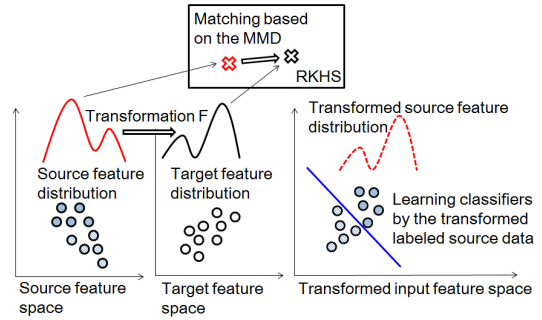 Matching based
on the MMD
RKHS
Transformation F
Source feature
distribution
Target feature
distribution
Transformed source feature
distribution
Learning classifiers
by the transformed
labeled source data
Source feature
space
Target feature
space
Transformed input feature space